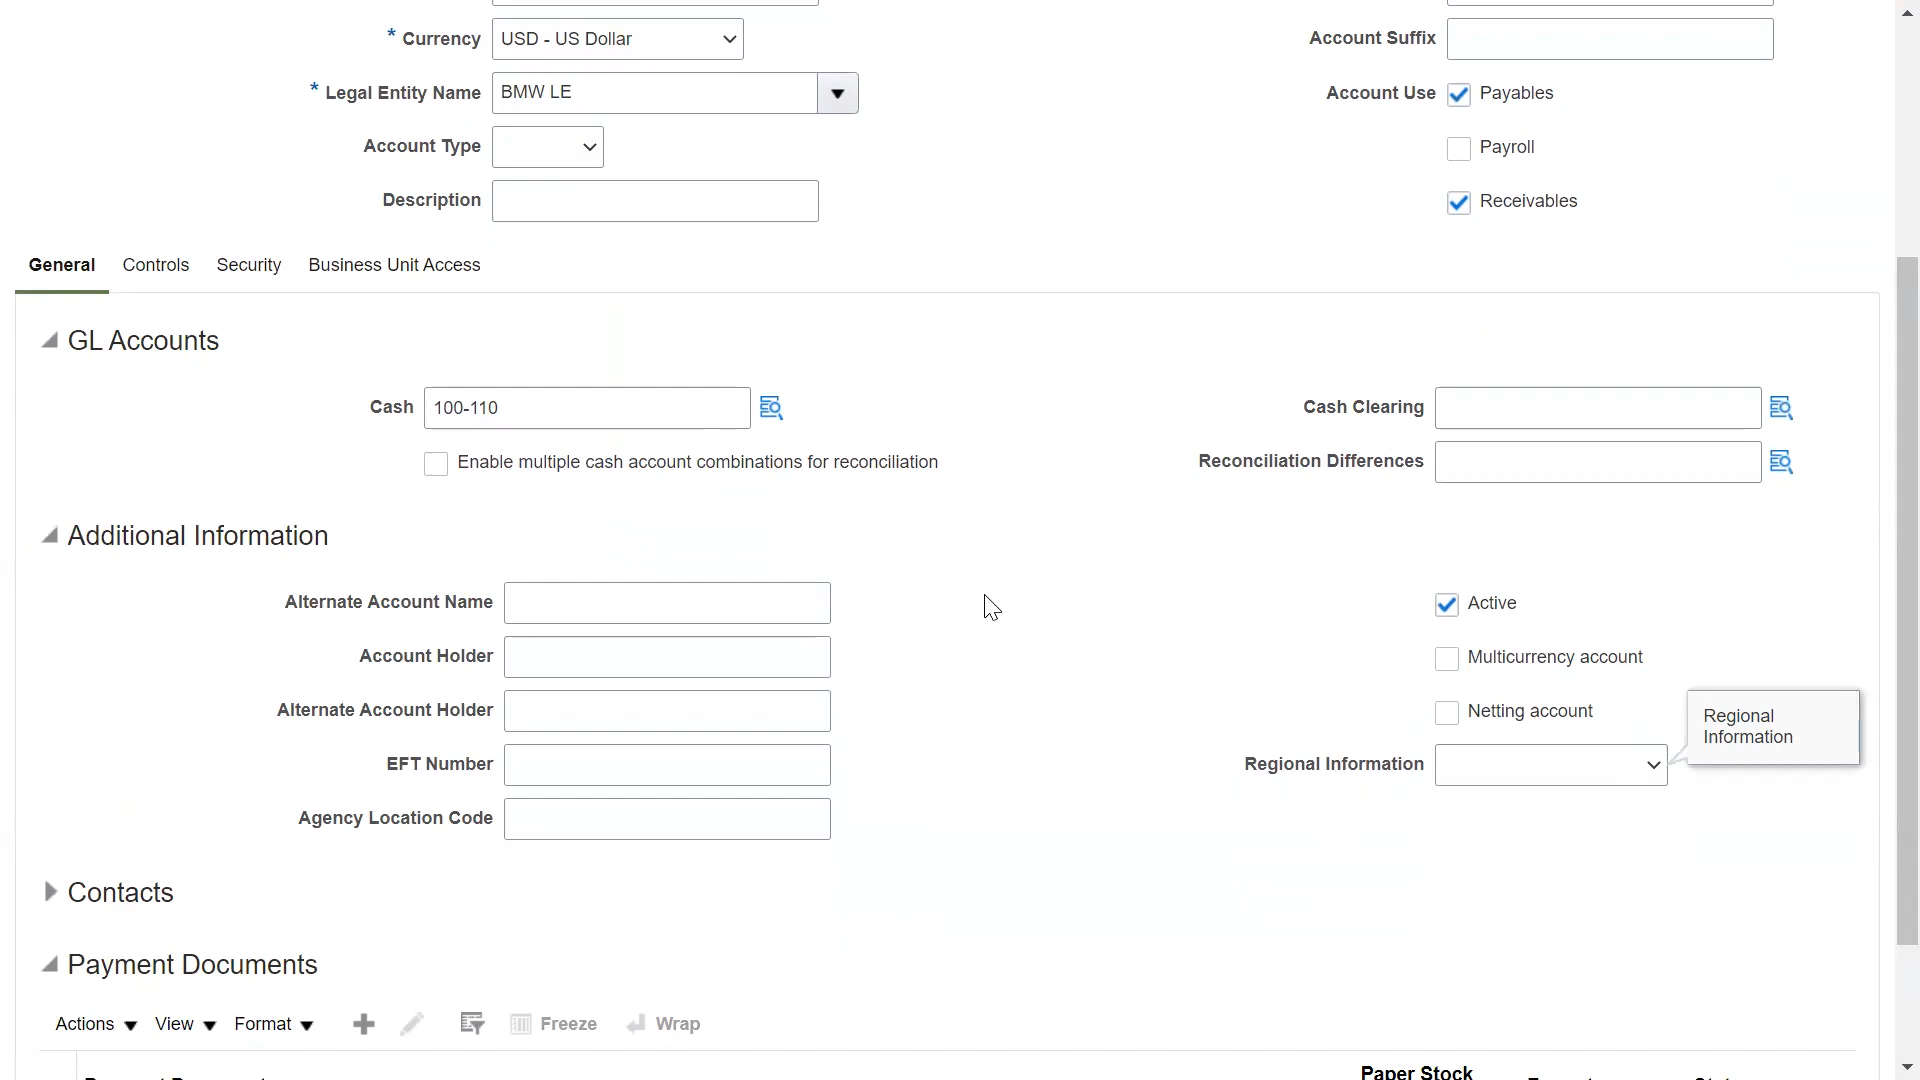 * Currency USD - US Dollar
Account Suffix
* Legal Entity Name BMW LE
Account Use Payables
Account Type
Payroll
Description
Receivables
General Controls Security Business Unit Access
GL Accounts
Cash 100-110
Cash Clearing
Enable multiple cash account combinations for reconciliation
Reconciliation Differences
Additional Information
Alternate Account Name
Active
Account Holder
Multicurrency account
Alternate Account Holder
Netting account
Regional
Information
EFT Number
Regional Information
Agency Location Code
Contacts
Payment Documents
Actions View Format Freeze Wrap
Paper Stock